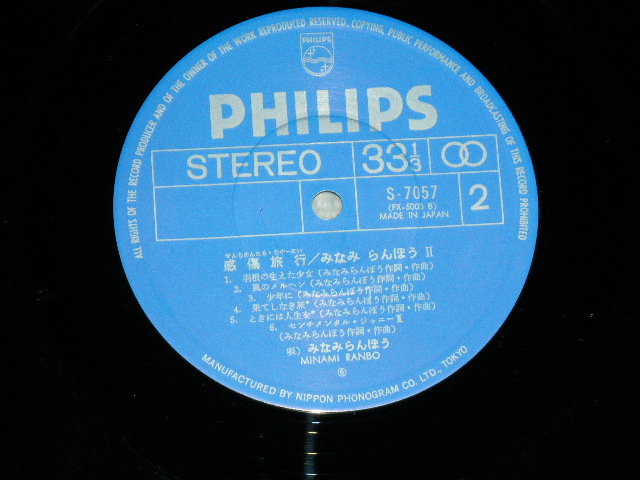 PHILIPS
ALL RIGHTS OF THE RECORD PRODUCER AND OF THE OWNER OF THE WORK REPRODUCED RESERVED. COPYING, PUBLIC PERFORMANCE AND BROADCASTING OF THIS RECORD PROHIBITED
PHILIPS
STEREO 33 1/3
S-7057
(FX-5003 B)
MADE IN JAPAN
2
感傷旅行/みなみ らんぼう II
1. 羽根の生えた少女(みなみらんぼう作詞・作曲)
2. 風のメルヘン(みなみらんぼう作詞・作曲)
3. 少年に(みなみらんぼう作詞・作曲)
4. 果てしなき旅*(みなみらんぼう作詞・作曲)
5. ときには人生を*(みなみらんぼう作詞・作曲)
6. センチメンタル・ジャニーII
(みなみらんぼう作詞・作曲)
唄) みなみらんぼう
MINAMI RANBO
⑥
MANUFACTURED BY NIPPON PHONOGRAM CO. LTD., TOKYO